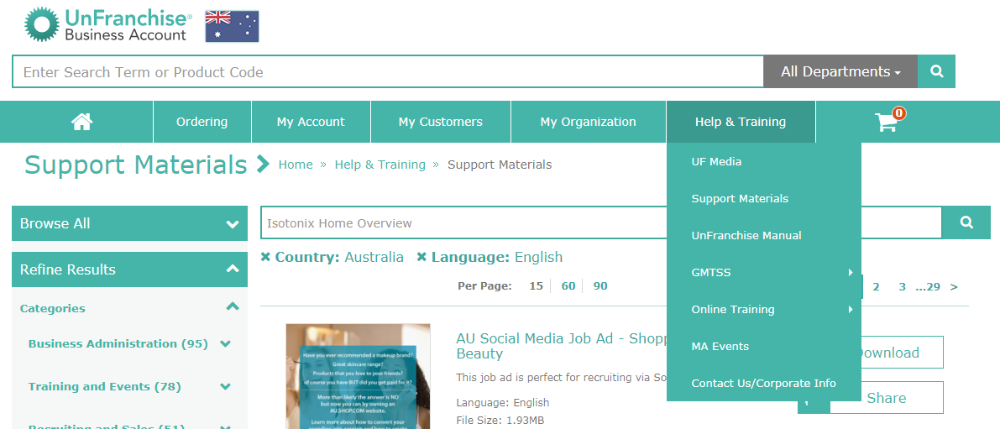 UnFranchise®
Business Account
Enter Search Term or Product Code
All Departments
Ordering
My Account
My Customers
My Organization
Help & Training
0
Support Materials
Home » Help & Training » Support Materials
UF Media
Support Materials
UnFranchise Manual
GMTSS
Online Training
MA Events
Contact Us/Corporate Info
Browse All
Isotonix Home Overview
Country: Australia
Language: English
Refine Results
Per Page: 15 60 90
2 3 ...29 >
Categories
Business Administration (95)
Training and Events (78)
Recruiting and Sales (51)
Have you ever recommended a makeup brand?
Great skincare range?
Products that you love to your friends?
of course you have BUT did you get paid for it?
More than likely the answer is NO
but now you can by owning an
AU.SHOP.COM website.
Learn more about how to convert your
AU Social Media Job Ad - Shopp
Beauty
This job ad is perfect for recruiting via So
Language: English
File Size: 1.93MB
Download
Share